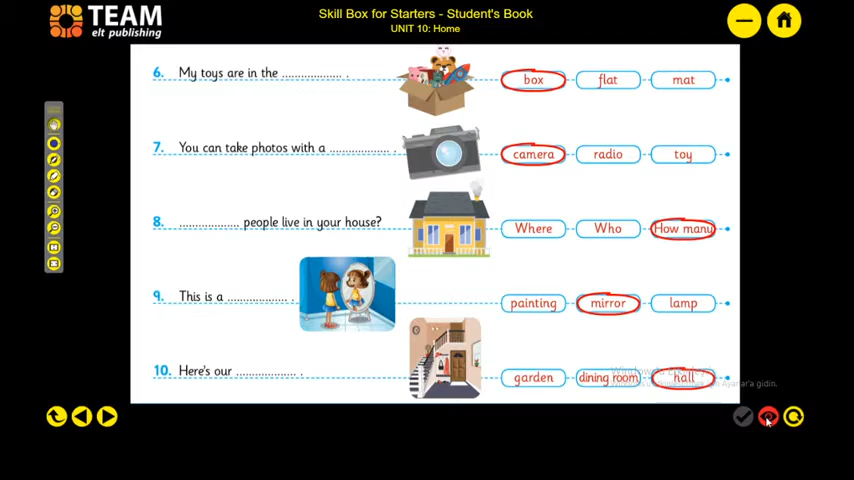 TEAM
elt publishing
Skill Box for Starters - Student's Book
UNIT 10: Home
6. My toys are in the ................... .
box flat mat
7. You can take photos with a ................... .
camera radio toy
8. ................... people live in your house?
Where Who How many
9. This is a ................... .
painting mirror lamp
10. Here's our ................... .
garden dining room hall